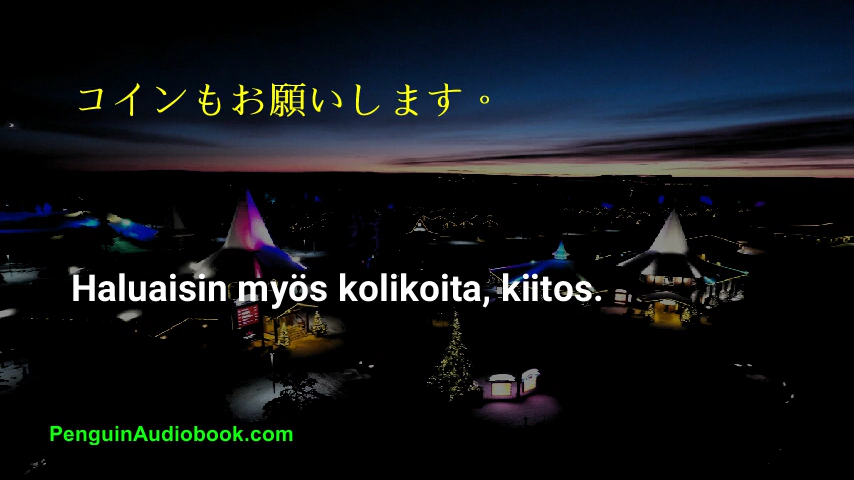 コインもお願いします。
Haluaisin myös kolikoita, kiitos.
PenguinAudiobook.com